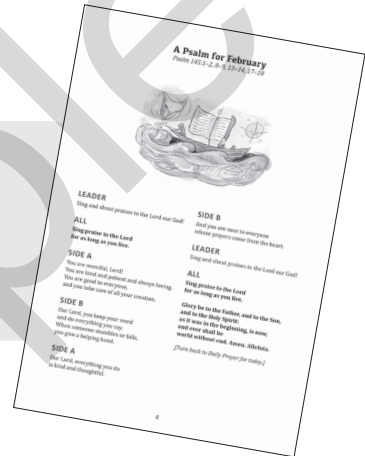 A Psalm for February
Psalm 145:1–2, 8–9, 13–14, 17–18
LEADER
Sing and shout praises to the Lord our God!
ALL
Sing praise to the Lord
for as long as you live.
SIDE A
You are merciful, Lord!
You are kind and patient and always loving.
You are good to everyone,
and you take care of all your creation.
SIDE B
Our Lord, you keep your word
and do everything you say.
When someone stumbles or falls,
you give a helping hand.
SIDE A
Our Lord, everything you do
is kind and thoughtful.
SIDE B
And you are near to everyone
whose prayers come from the heart.
LEADER
Sing and shout praises to the Lord our God!
ALL
Sing praise to the Lord
for as long as you live.
Glory be to the Father, and to the Son,
and to the Holy Spirit:
as it was in the beginning, is now,
and ever shall be
world without end. Amen. Alleluia.
[Turn back to Daily Prayer for today.]
4